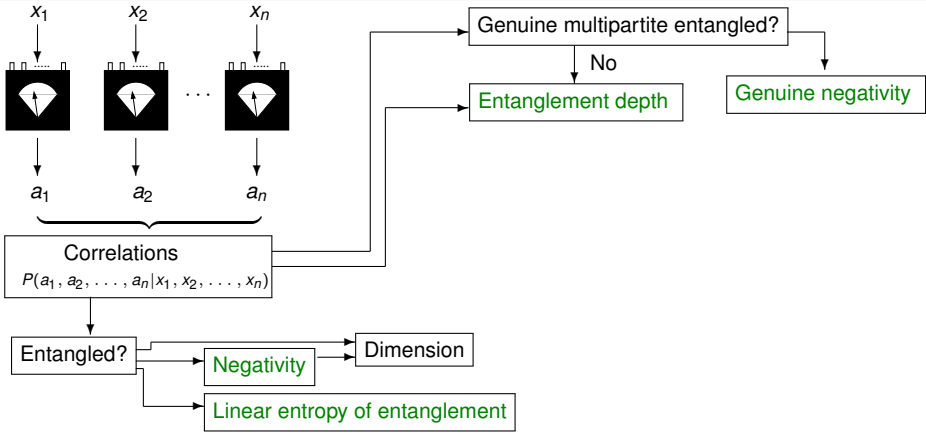 x₁ x₂ xₙ
..... ..... .....
· · ·
a₁ a₂ aₙ
Correlations
P(a₁, a₂, . . . , aₙ|x₁, x₂, . . . , xₙ)
Entangled?
Negativity
Dimension
Linear entropy of entanglement
Genuine multipartite entangled?
No
Entanglement depth
Genuine negativity